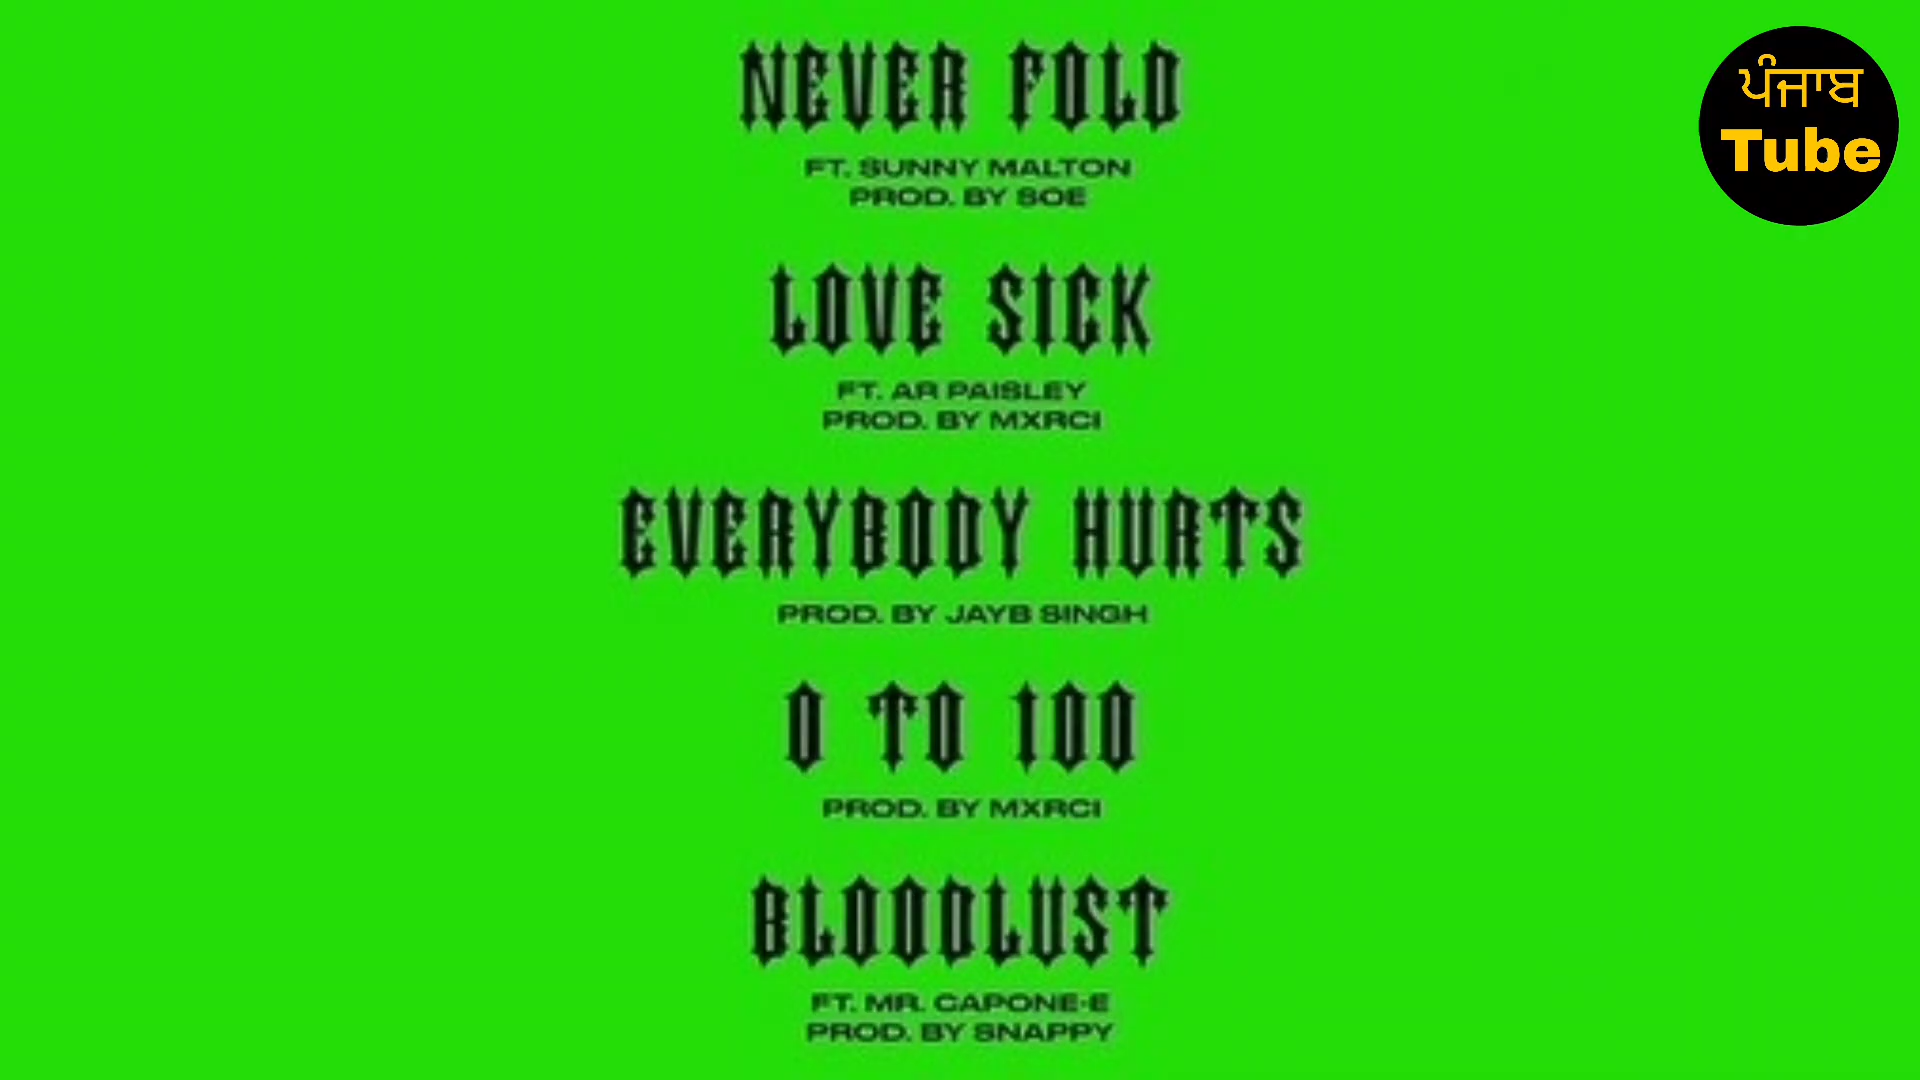 NEVER FOLD
FT. SUNNY MALTON
PROD. BY SOE
LOVE SICK
FT. AR PAISLEY
PROD. BY MXRCI
EVERYBODY HURTS
PROD. BY JAYB SINGH
0 TO 100
PROD. BY MXRCI
BLOODLUST
FT. MR. CAPONE-E
PROD. BY SNAPPY
ਪੰਜਾਬ
Tube